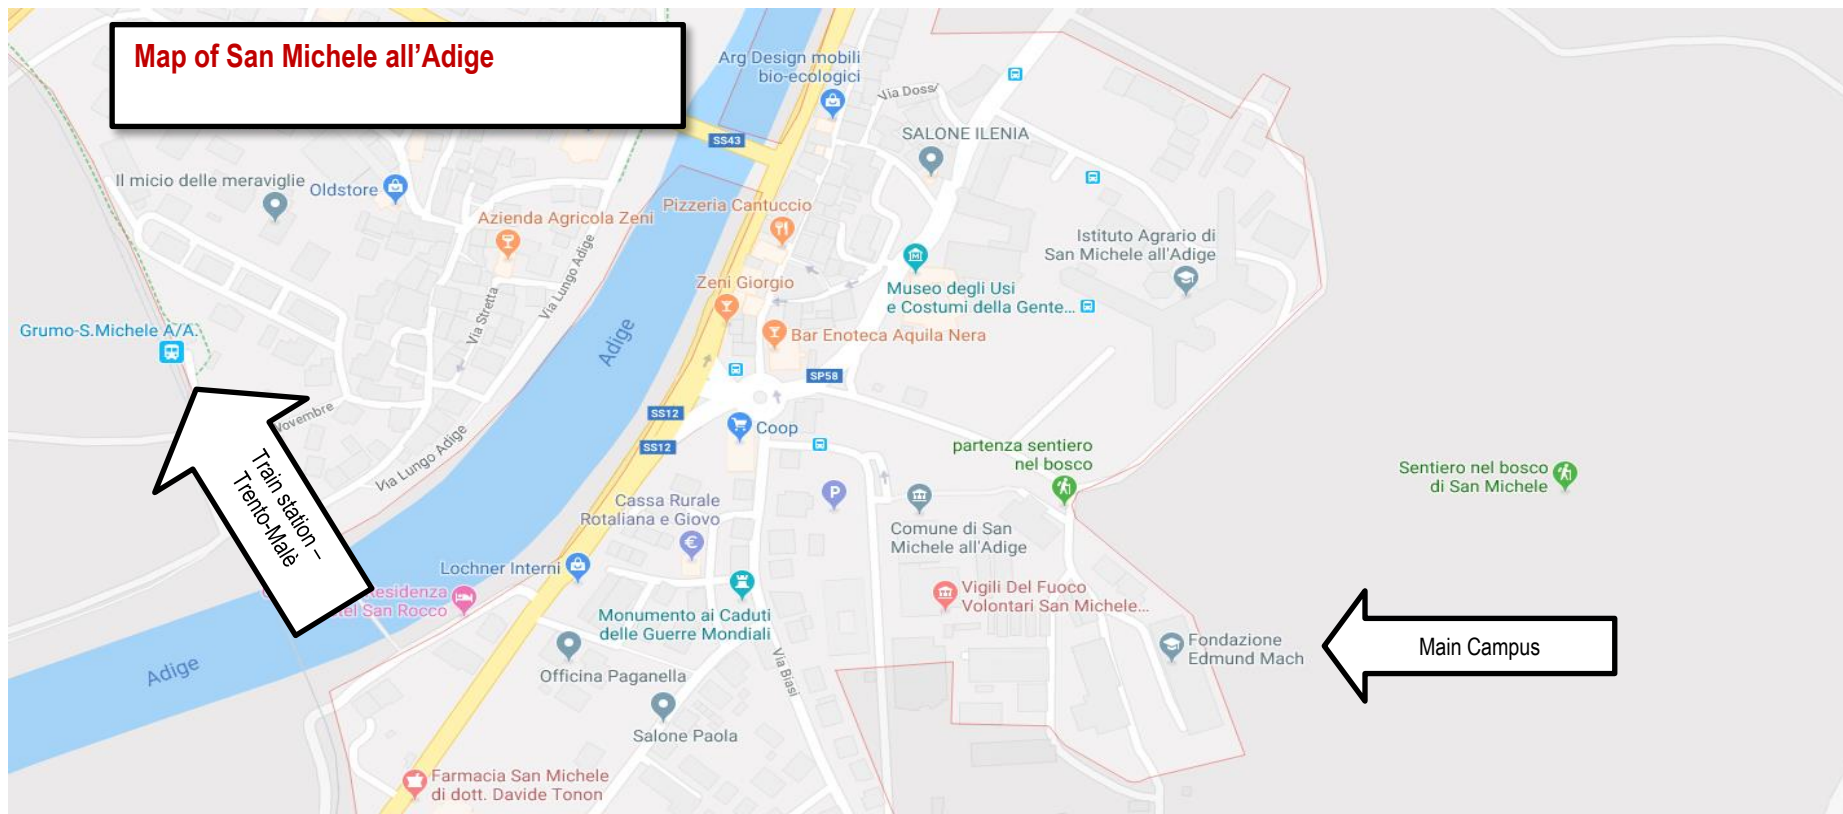 Map of San Michele all'Adige
Arg Design mobili
bio-ecologici
Via Dossi
SALONE ILENIA
SS43
Il micio delle meraviglie
Oldstore
Azienda Agricola Zeni
Pizzeria Cantuccio
Istituto Agrario di
San Michele all'Adige
Via Lungo Adige
Via Stretta
Adige
Zeni Giorgio
Museo degli Usi
e Costumi della Gente...
Grumo-S.Michele A/A.
Bar Enoteca Aquila Nera
SP58
SS12
SS12
Coop
Via Lungo Adige
partenza sentiero
nel bosco
Sentiero nel bosco
di San Michele
Train station –
Trento-Malè
P
Cassa Rurale
Rotaliana e Giovo
Comune di San
Michele all'Adige
Lochner Interni
Residenza
San Rocco
Vigili Del Fuoco
Volontari San Michele...
Monumento ai Caduti
delle Guerre Mondiali
Fondazione
Edmund Mach
Main Campus
Adige
Via Biasi
Officina Paganella
Salone Paola
Farmacia San Michele
di dott. Davide Tonon